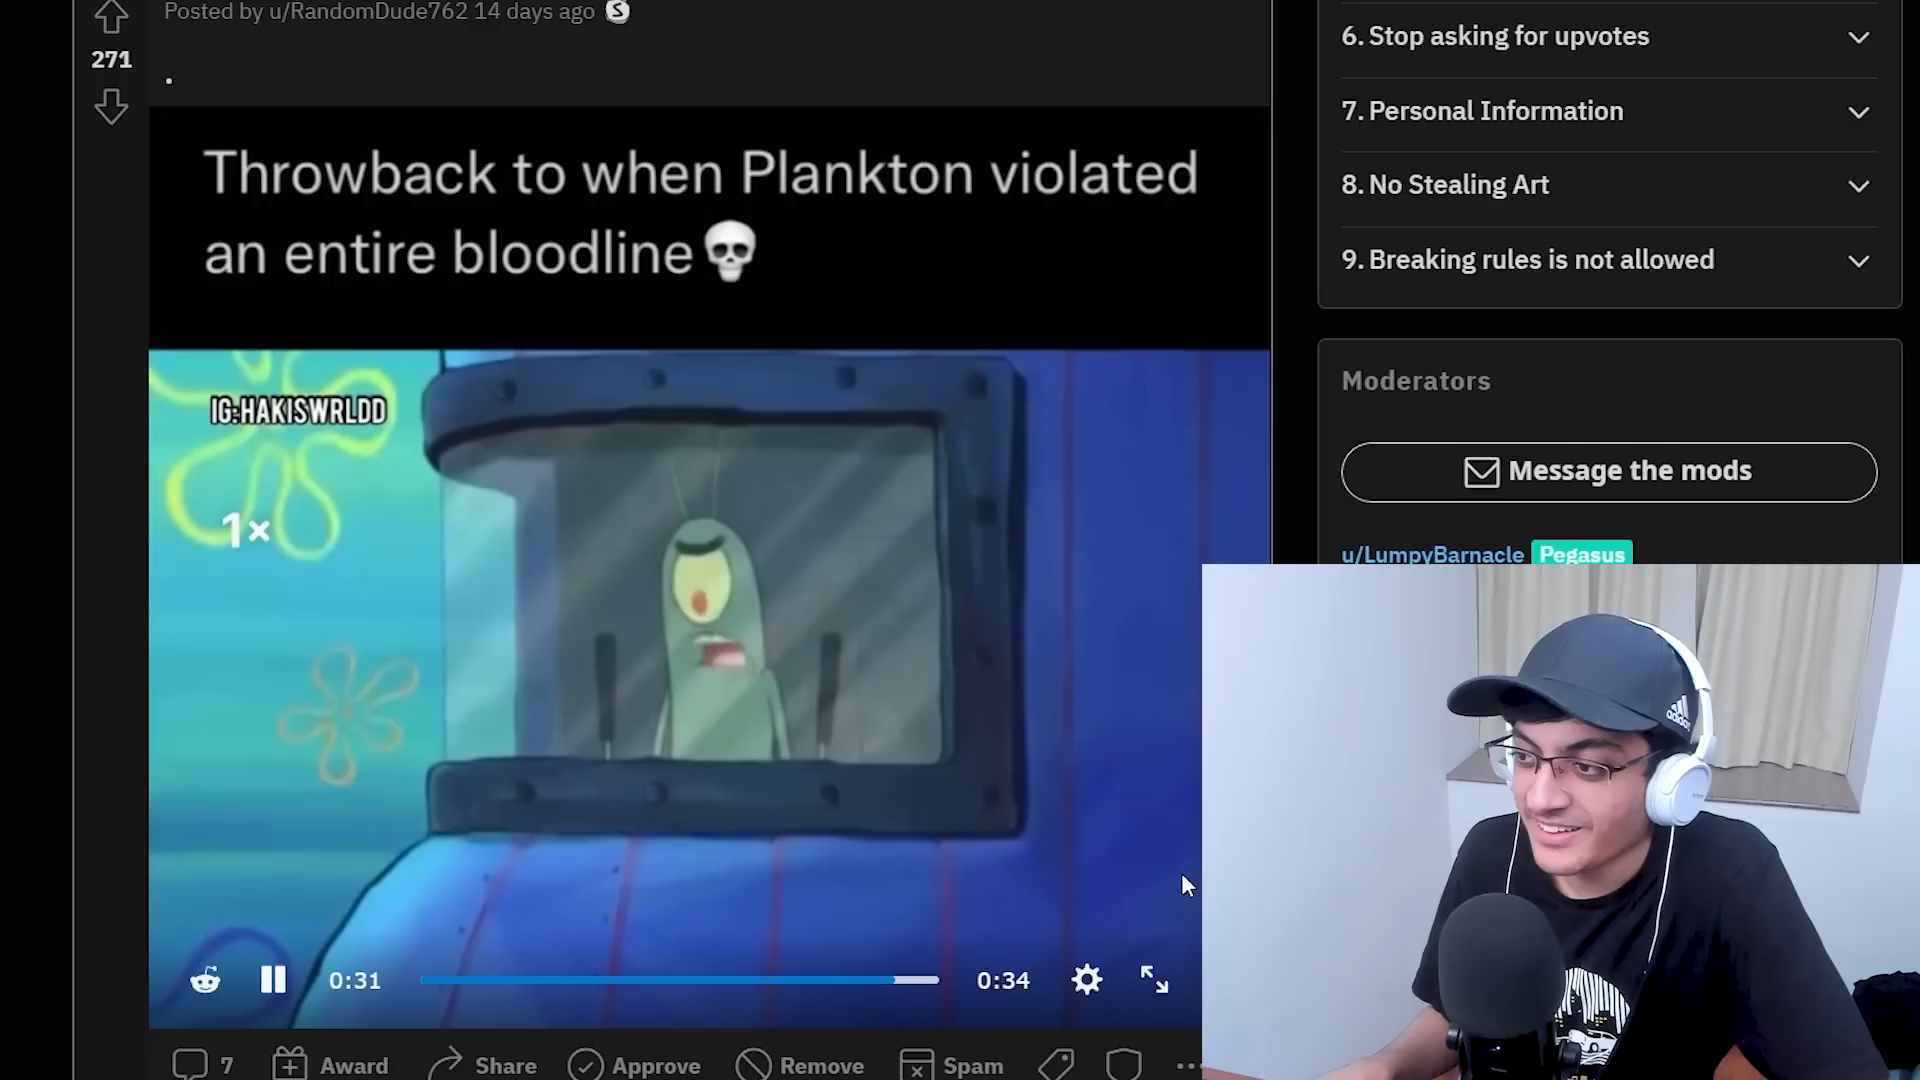 Posted by u/RandomDude762 14 days ago
271
.
Throwback to when Plankton violated
an entire bloodline💀
IG:HAKISWRLDD
1×
0:31
0:34
7
Award
Share
Approve
Remove
Spam
6. Stop asking for upvotes
7. Personal Information
8. No Stealing Art
9. Breaking rules is not allowed
Moderators
Message the mods
u/LumpyBarnacle Pegasus
adidas
SONY